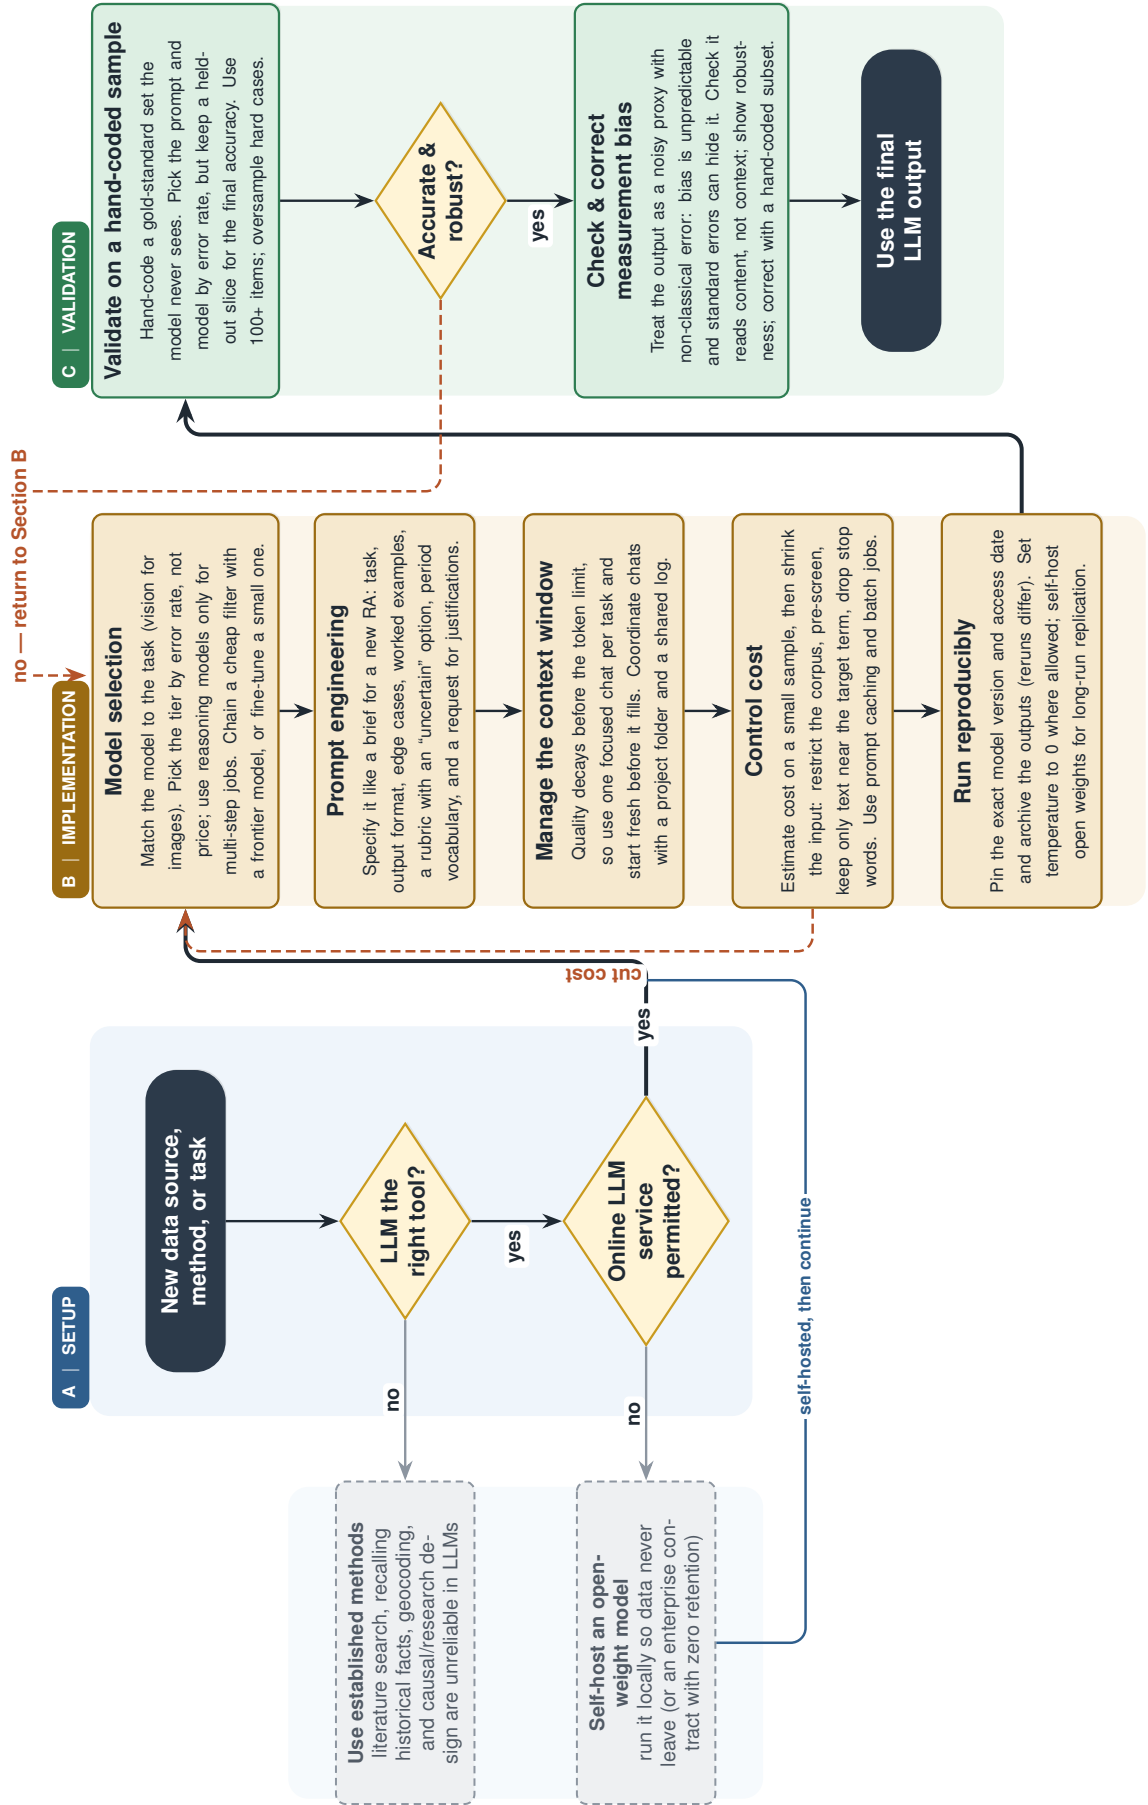 A | SETUP
New data source,
method, or task
LLM the
right tool?
no
yes
Use established methods
literature search, recalling
historical facts, geocoding,
and causal/research de-
sign are unreliable in LLMs
Online LLM
service
permitted?
no
yes
Self-host an open-
weight model
run it locally so data never
leave (or an enterprise con-
tract with zero retention)
self-hosted, then continue
cut cost
B | IMPLEMENTATION
no — return to Section B
Model selection
Match the model to the task (vision for
images). Pick the tier by error rate, not
price; use reasoning models only for
multi-step jobs. Chain a cheap filter with
a frontier model, or fine-tune a small one.
Prompt engineering
Specify it like a brief for a new RA: task,
output format, edge cases, worked examples,
a rubric with an “uncertain” option, period
vocabulary, and a request for justifications.
Manage the context window
Quality decays before the token limit,
so use one focused chat per task and
start fresh before it fills. Coordinate chats
with a project folder and a shared log.
Control cost
Estimate cost on a small sample, then shrink
the input: restrict the corpus, pre-screen,
keep only text near the target term, drop stop
words. Use prompt caching and batch jobs.
Run reproducibly
Pin the exact model version and access date
and archive the outputs (reruns differ). Set
temperature to 0 where allowed; self-host
open weights for long-run replication.
C | VALIDATION
Validate on a hand-coded sample
Hand-code a gold-standard set the
model never sees. Pick the prompt and
model by error rate, but keep a held-
out slice for the final accuracy. Use
100+ items; oversample hard cases.
Accurate &
robust?
yes
Check & correct
measurement bias
Treat the output as a noisy proxy with
non-classical error: bias is unpredictable
and standard errors can hide it. Check it
reads content, not context; show robust-
ness; correct with a hand-coded subset.
Use the final
LLM output